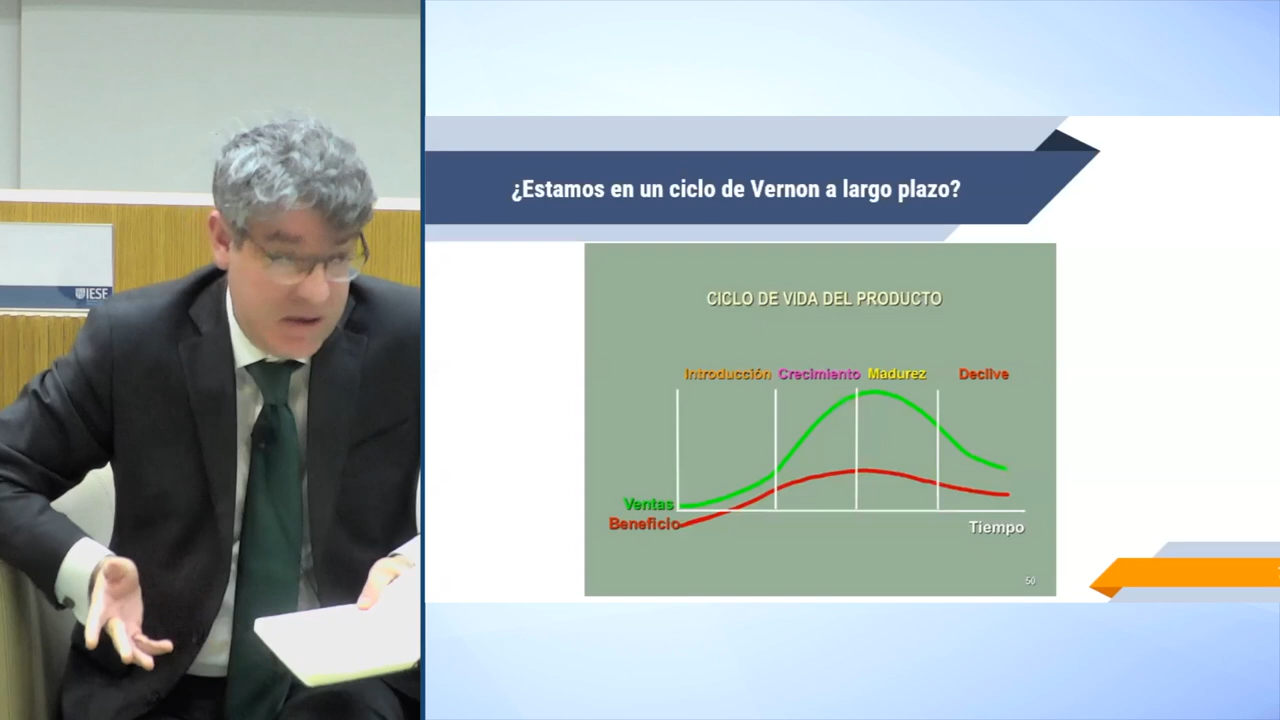 IESE
¿Estamos en un ciclo de Vernon a largo plazo?
CICLO DE VIDA DEL PRODUCTO
Introducción Crecimiento Madurez Declive
Ventas
Beneficio
Tiempo
50